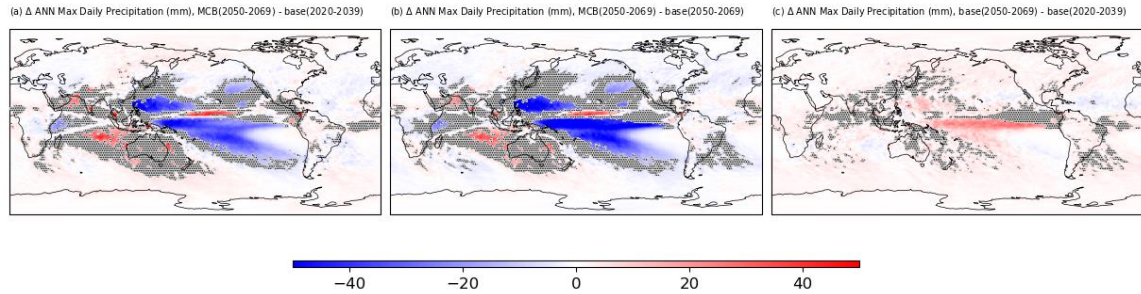 (a) Δ ANN Max Daily Precipitation (mm), MCB(2050-2069) - base(2020-2039)
(b) Δ ANN Max Daily Precipitation (mm), MCB(2050-2069) - base(2050-2069)
(c) Δ ANN Max Daily Precipitation (mm), base(2050-2069) - base(2020-2039)
−40 −20 0 20 40